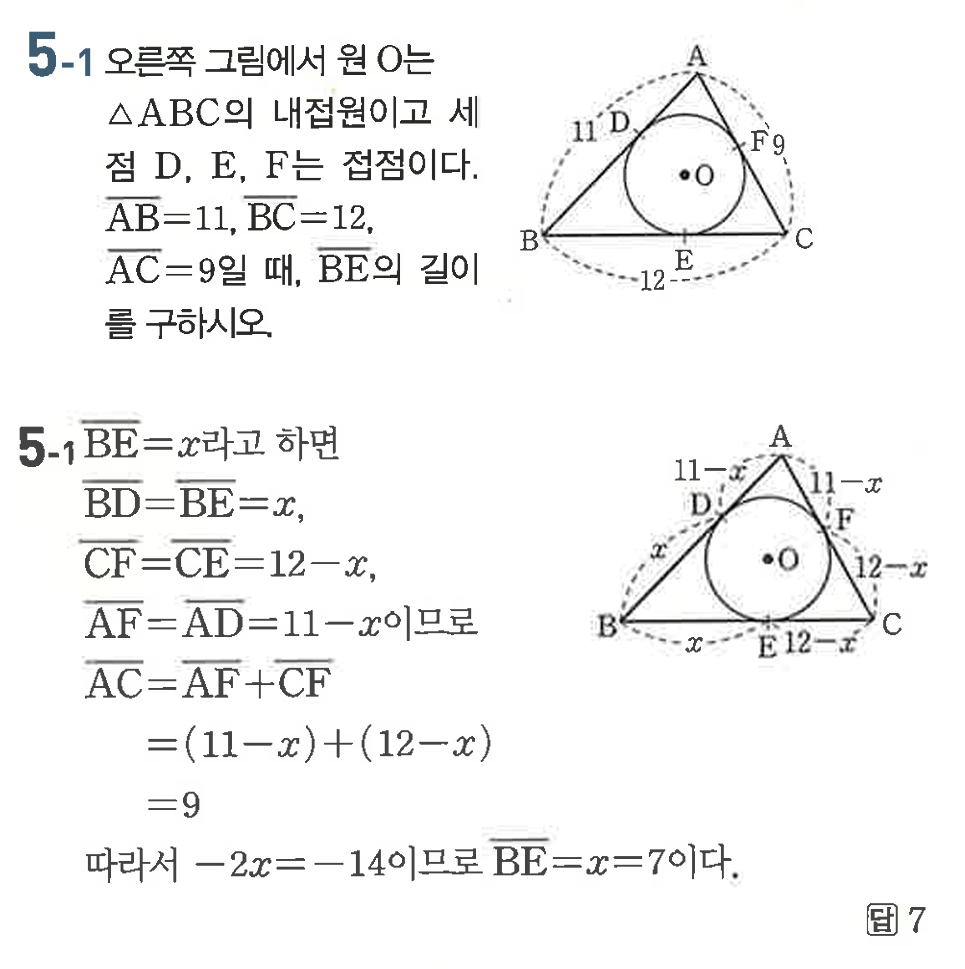 5-1 오른쪽 그림에서 원 O는
△ABC의 내접원이고 세
점 D, E, F는 접점이다.
AB=11, BC=12,
AC=9일 때, BE의 길이
를 구하시오.
A
11
D
F
9
O
B
E
C
12
5-1 BE=x라고 하면
BD=BE=x,
CF=CE=12-x,
AF=AD=11-x이므로
AC=AF+CF
=(11-x)+(12-x)
=9
따라서 -2x=-14이므로 BE=x=7이다.
답 7
A
11-x
11-x
D
F
x
O
12-x
B
C
x
E
12-x